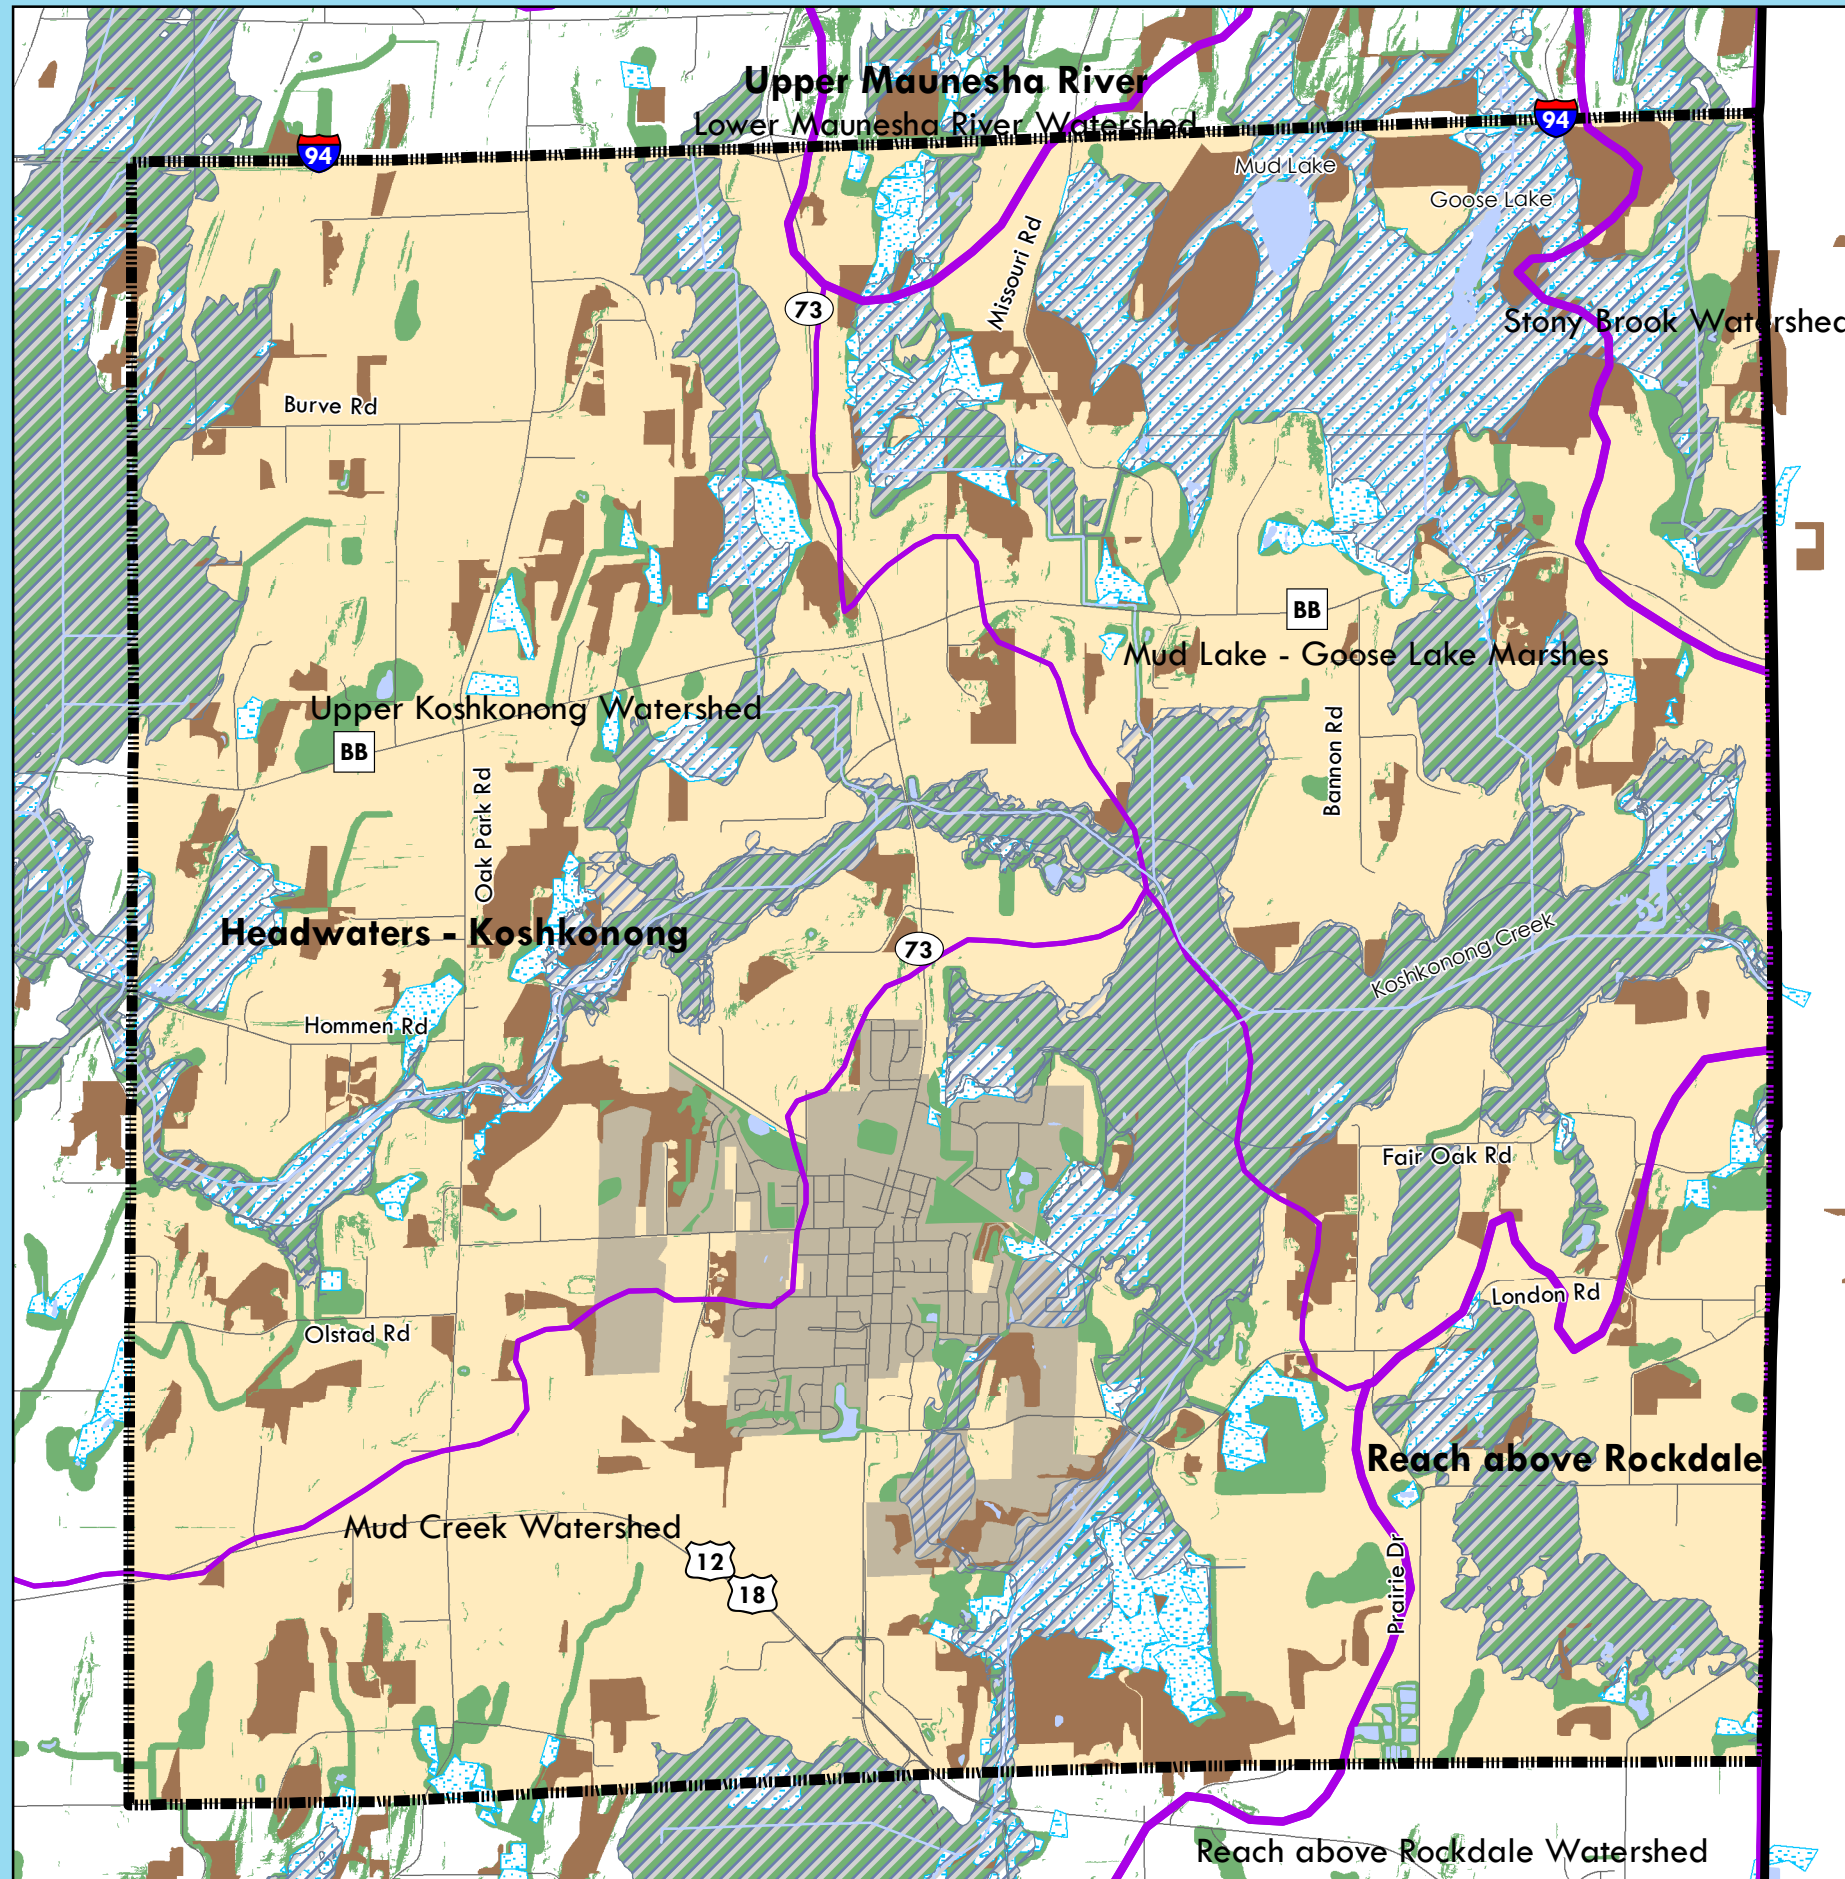 Upper Maunesha River
Lower Maunesha River Watershed
94
94
Mud Lake
Goose Lake
Missouri Rd
73
Stony Brook Watershed
Burve Rd
BB
Mud Lake - Goose Lake Marshes
Upper Koshkonong Watershed
BB
Bannon Rd
Oak Park Rd
Headwaters - Koshkonong
73
Koshkonong Creek
Hommen Rd
Fair Oak Rd
London Rd
Olstad Rd
Reach above Rockdale
Mud Creek Watershed
12
18
Prairie Dr
Reach above Rockdale Watershed